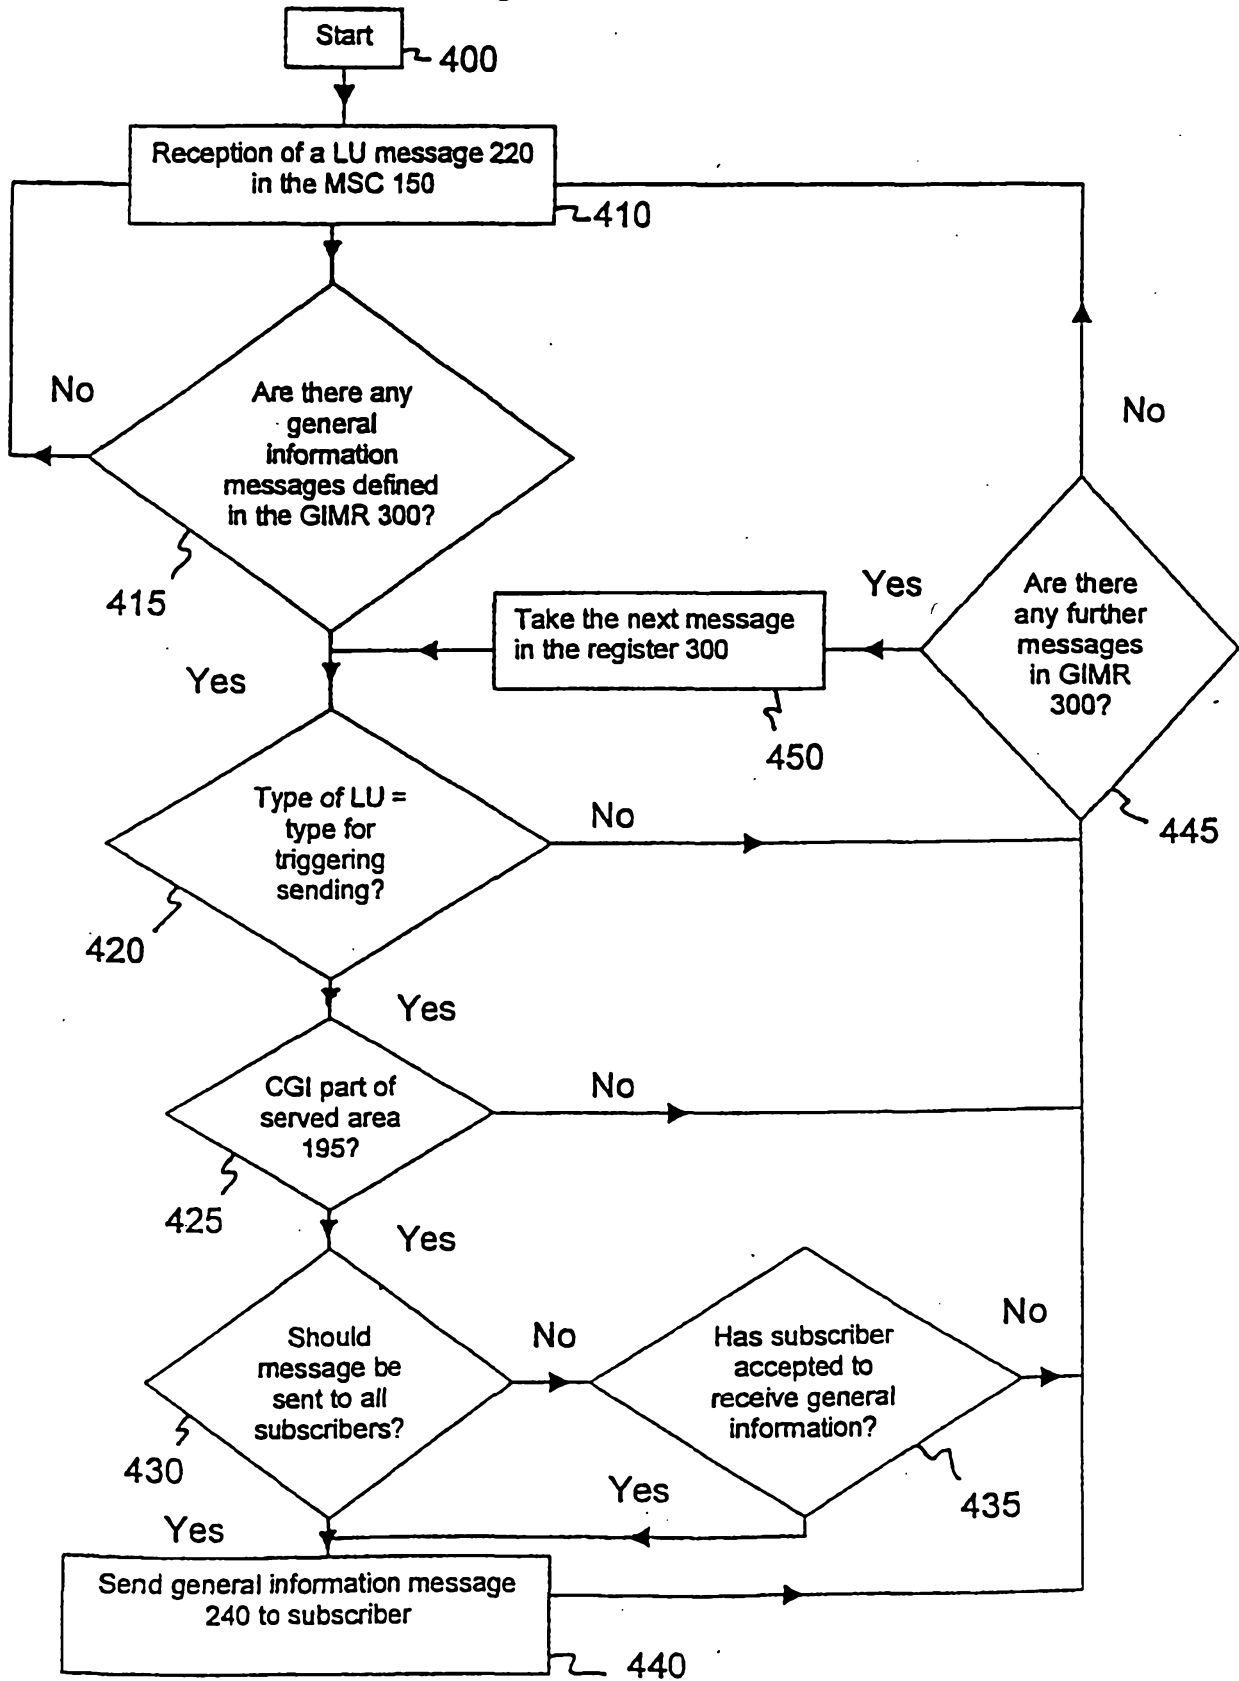 Start
400
Reception of a LU message 220
in the MSC 150
410
No
Are there any
general
information
messages defined
in the GIMR 300?
415
No
Yes
Are there
any further
messages
in GIMR
300?
445
Take the next message
in the register 300
450
Yes
Type of LU =
type for
triggering
sending?
420
No
Yes
CGI part of
served area
195?
425
No
Yes
Should
message be
sent to all
subscribers?
430
No
Has subscriber
accepted to
receive general
information?
435
No
Yes
Yes
Send general information message
240 to subscriber
440